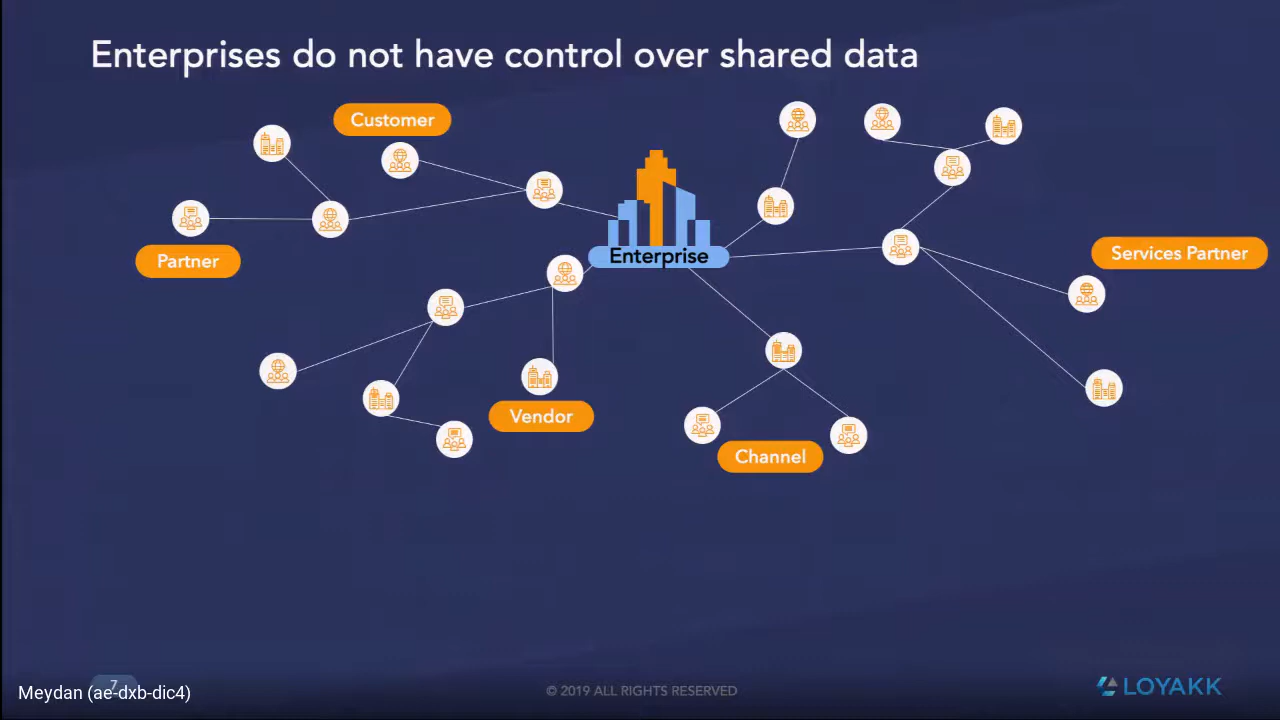 Enterprises do not have control over shared data
Customer
Partner
Enterprise
Services Partner
Vendor
Channel
7
Meydan (ae-dxb-dic4)
© 2019 ALL RIGHTS RESERVED
LOYAKK